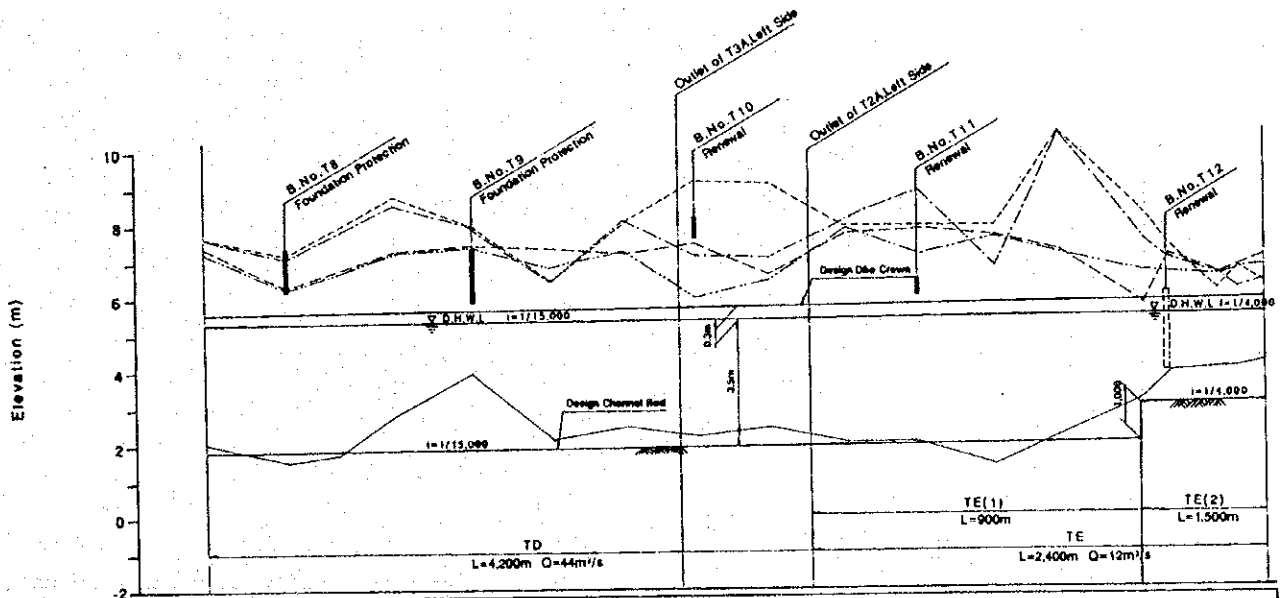 Outlet of T3A,Left Side
B.No.T10
Renewal
Outlet of T2A,Left Side
B.No.T8
Foundation Protection
B.No.T9
Foundation Protection
B.No.T11
Renewal
B.No.T12
Renewal
Elevation (m)
10
8
6
4
2
0
-2
Design Dike Crown
D.H.W.L i=1/15,000
D.H.W.L i=1/4,000
0.3m
3.5m
1,000
i=1/4,000
Design Channel Bed
i=1/15,000
TE(1)
L=900m
TE(2)
L=1,500m
TD
L=4,200m Q=44m³/s
TE
L=2,400m Q=12m³/s